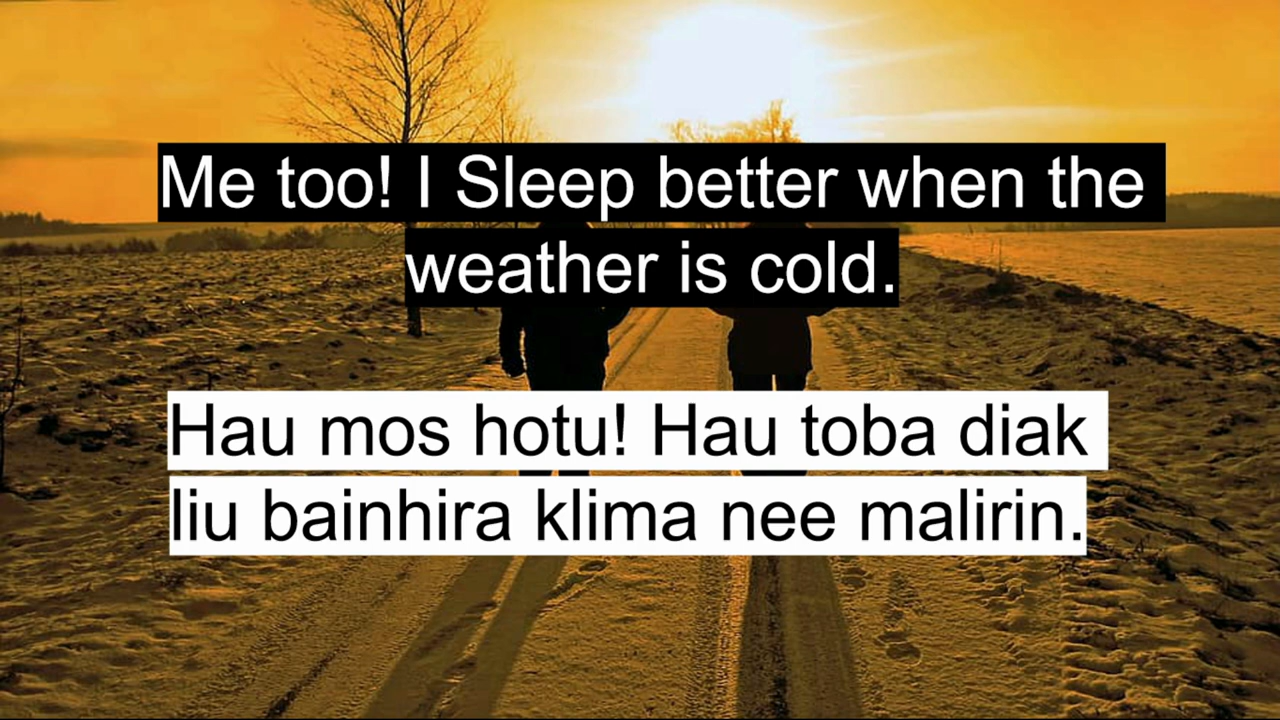 Me too! I Sleep better when the
weather is cold.
Hau mos hotu! Hau toba diak
liu bainhira klima nee malirin.